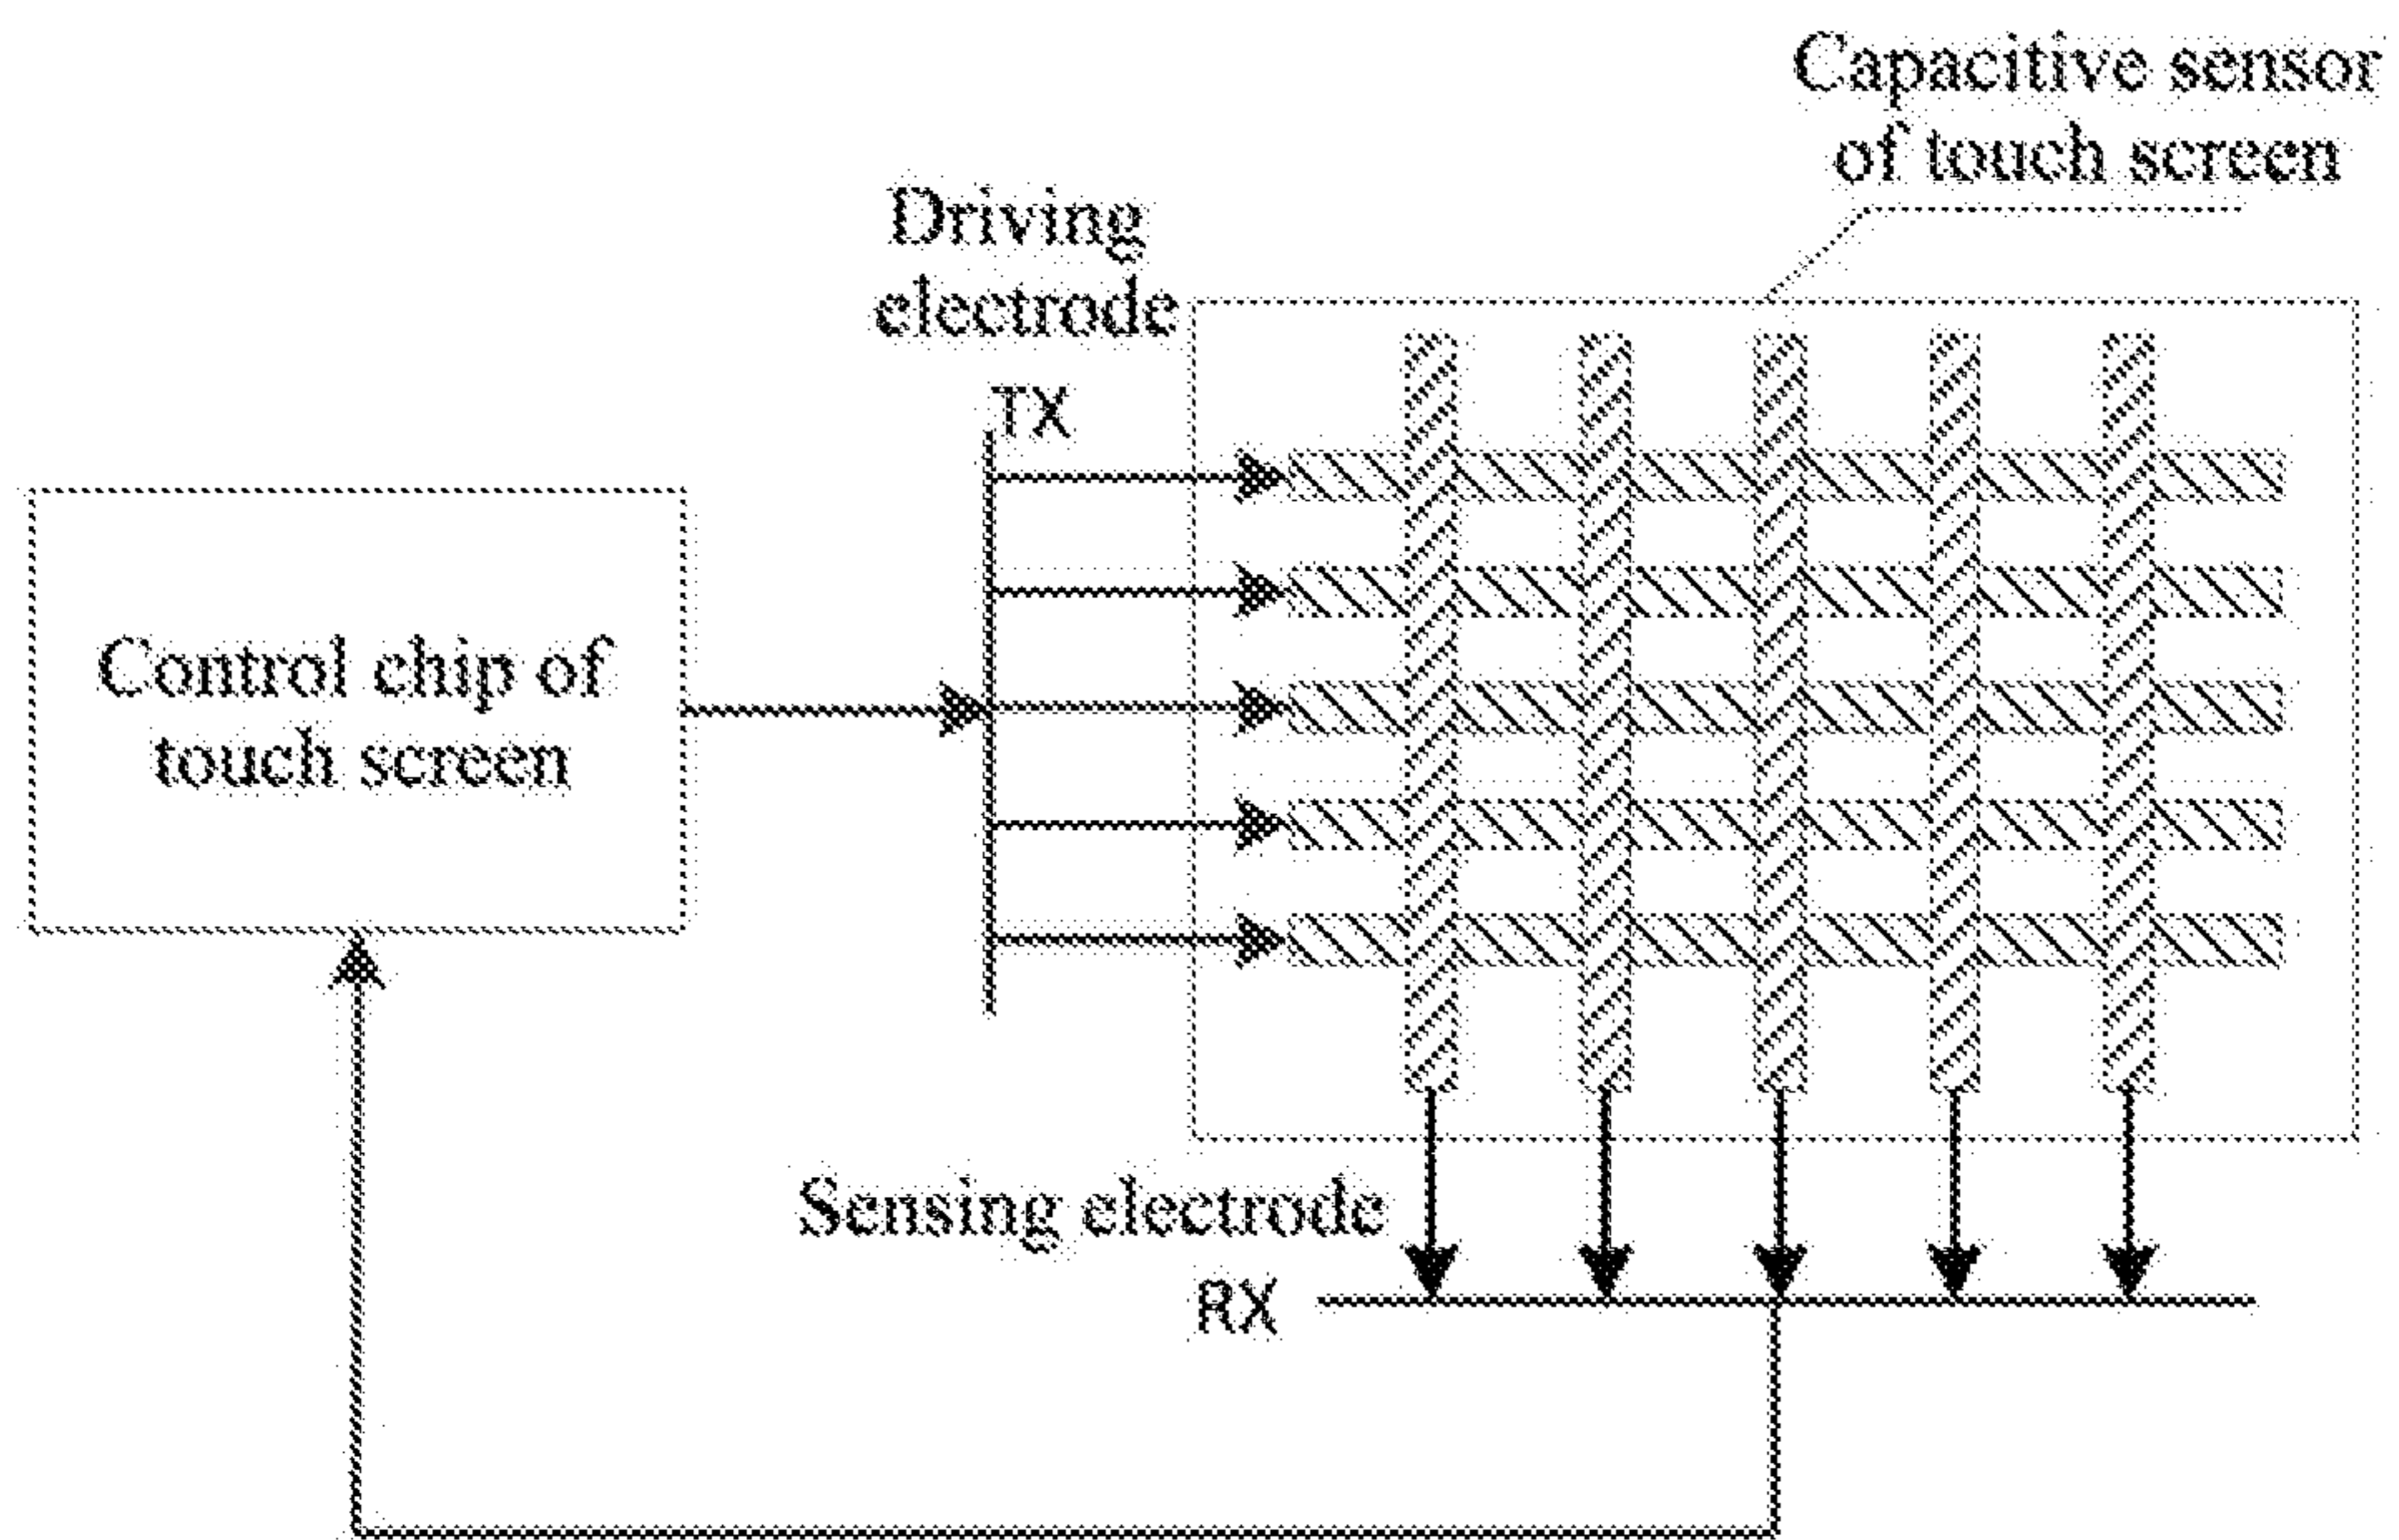 Capacitive sensor
of touch screen
Driving
electrode
TX
Control chip of
touch screen
Sensing electrode
RX